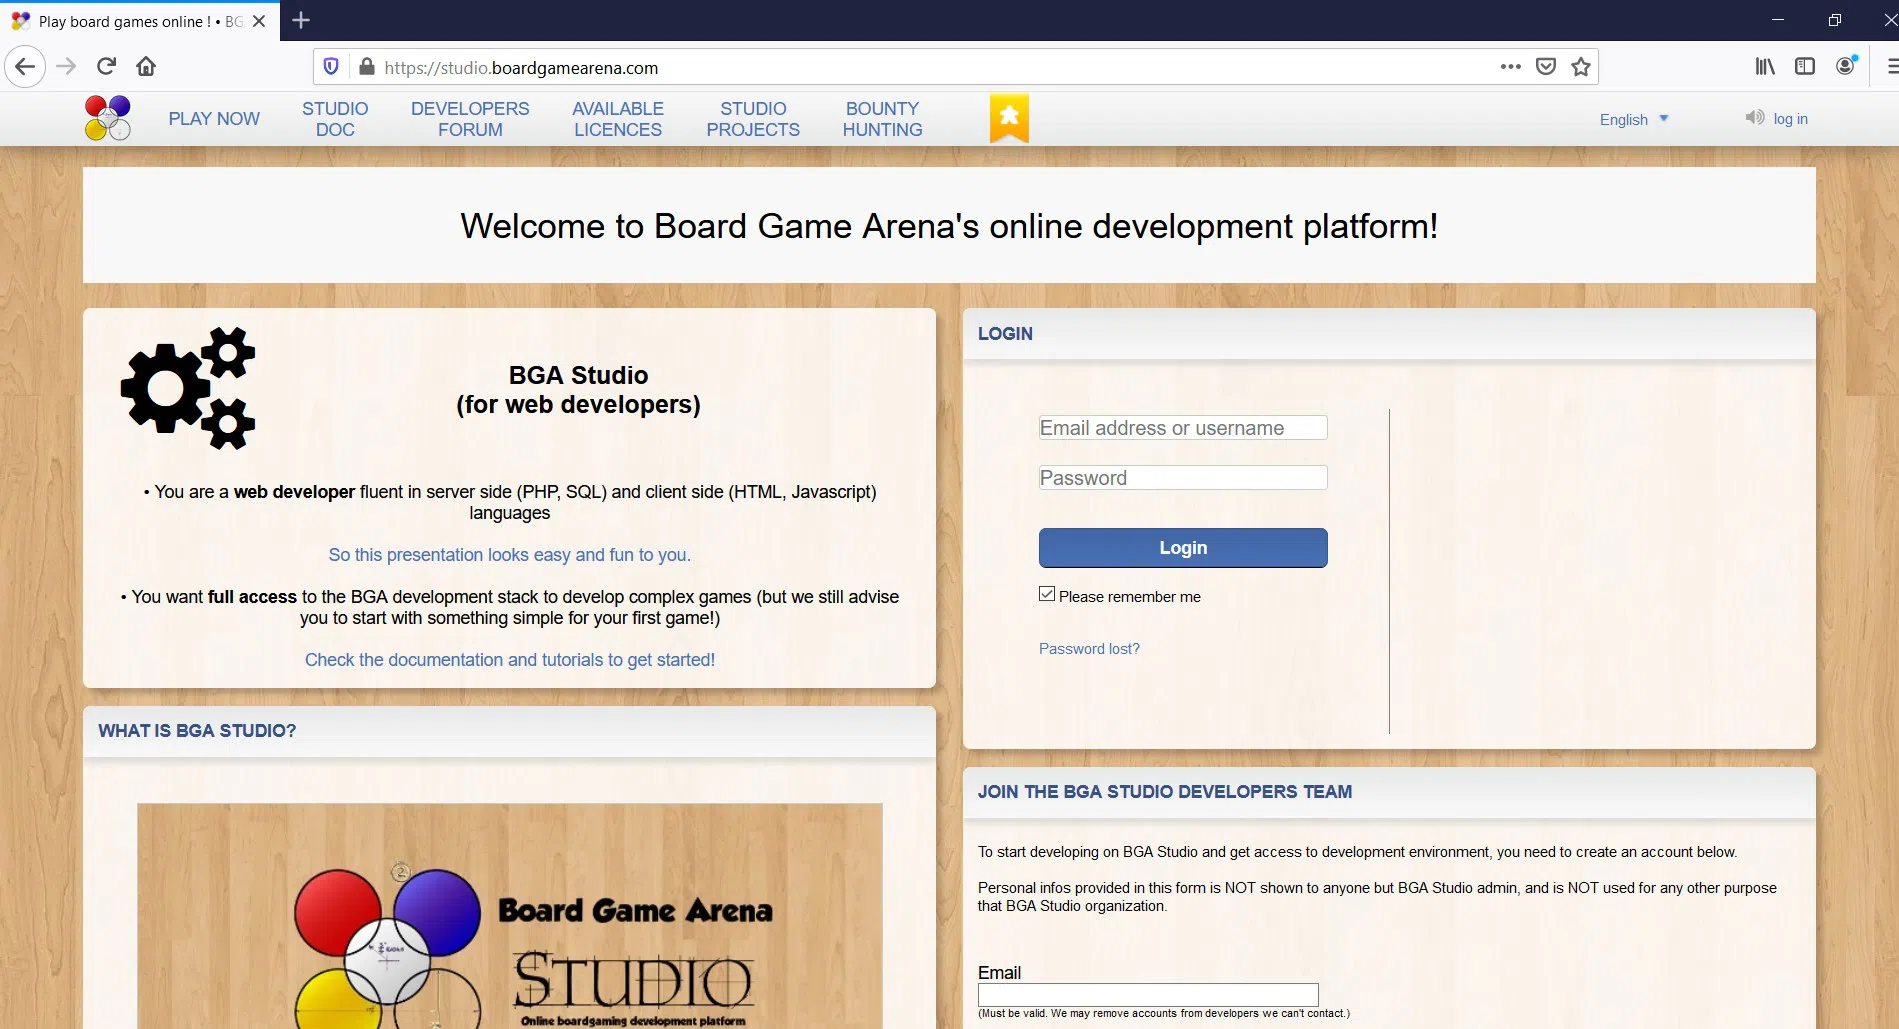 Play board games online ! • BG
https://studio.boardgamearena.com
PLAY NOW
STUDIO
DOC
DEVELOPERS
FORUM
AVAILABLE
LICENCES
STUDIO
PROJECTS
BOUNTY
HUNTING
English
log in
Welcome to Board Game Arena's online development platform!
BGA Studio
(for web developers)
• You are a web developer fluent in server side (PHP, SQL) and client side (HTML, Javascript)
languages
So this presentation looks easy and fun to you.
• You want full access to the BGA development stack to develop complex games (but we still advise
you to start with something simple for your first game!)
Check the documentation and tutorials to get started!
WHAT IS BGA STUDIO?
2
Board Game Arena
STUDIO
Online boardgaming development platform
LOGIN
Email address or username
Password
Login
Please remember me
Password lost?
JOIN THE BGA STUDIO DEVELOPERS TEAM
To start developing on BGA Studio and get access to development environment, you need to create an account below.
Personal infos provided in this form is NOT shown to anyone but BGA Studio admin, and is NOT used for any other purpose
that BGA Studio organization.
Email
(Must be valid. We may remove accounts from developers we can't contact.)